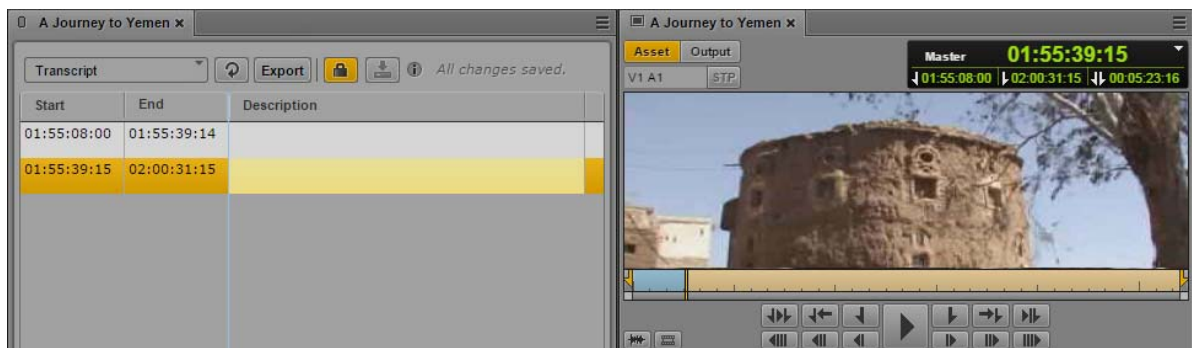 A Journey to Yemen x
Transcript Export All changes saved.
Start End Description
01:55:08:00 01:55:39:14
01:55:39:15 02:00:31:15
A Journey to Yemen x
Asset Output
Master 01:55:39:15
V1 A1 STP 01:55:08:00 02:00:31:15 00:05:23:16